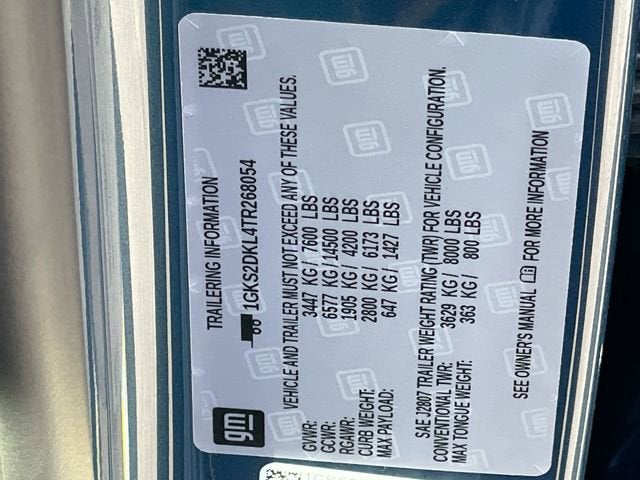 gm
TRAILERING INFORMATION
1GKS2DKL4TR268054
VEHICLE AND TRAILER MUST NOT EXCEED ANY OF THESE VALUES.
GVWR: 3447 KG/ 7600 LBS
GCWR: 6577 KG/14500 LBS
RGAWR: 1905 KG/ 4200 LBS
CURB WEIGHT: 2800 KG/ 6173 LBS
MAX PAYLOAD: 647 KG/ 1427 LBS
SAE J2807 TRAILER WEIGHT RATING (TWR) FOR VEHICLE CONFIGURATION.
CONVENTIONAL TWR: 3629 KG/ 8000 LBS
MAX TONGUE WEIGHT: 363 KG/ 800 LBS
SEE OWNER'S MANUAL FOR MORE INFORMATION